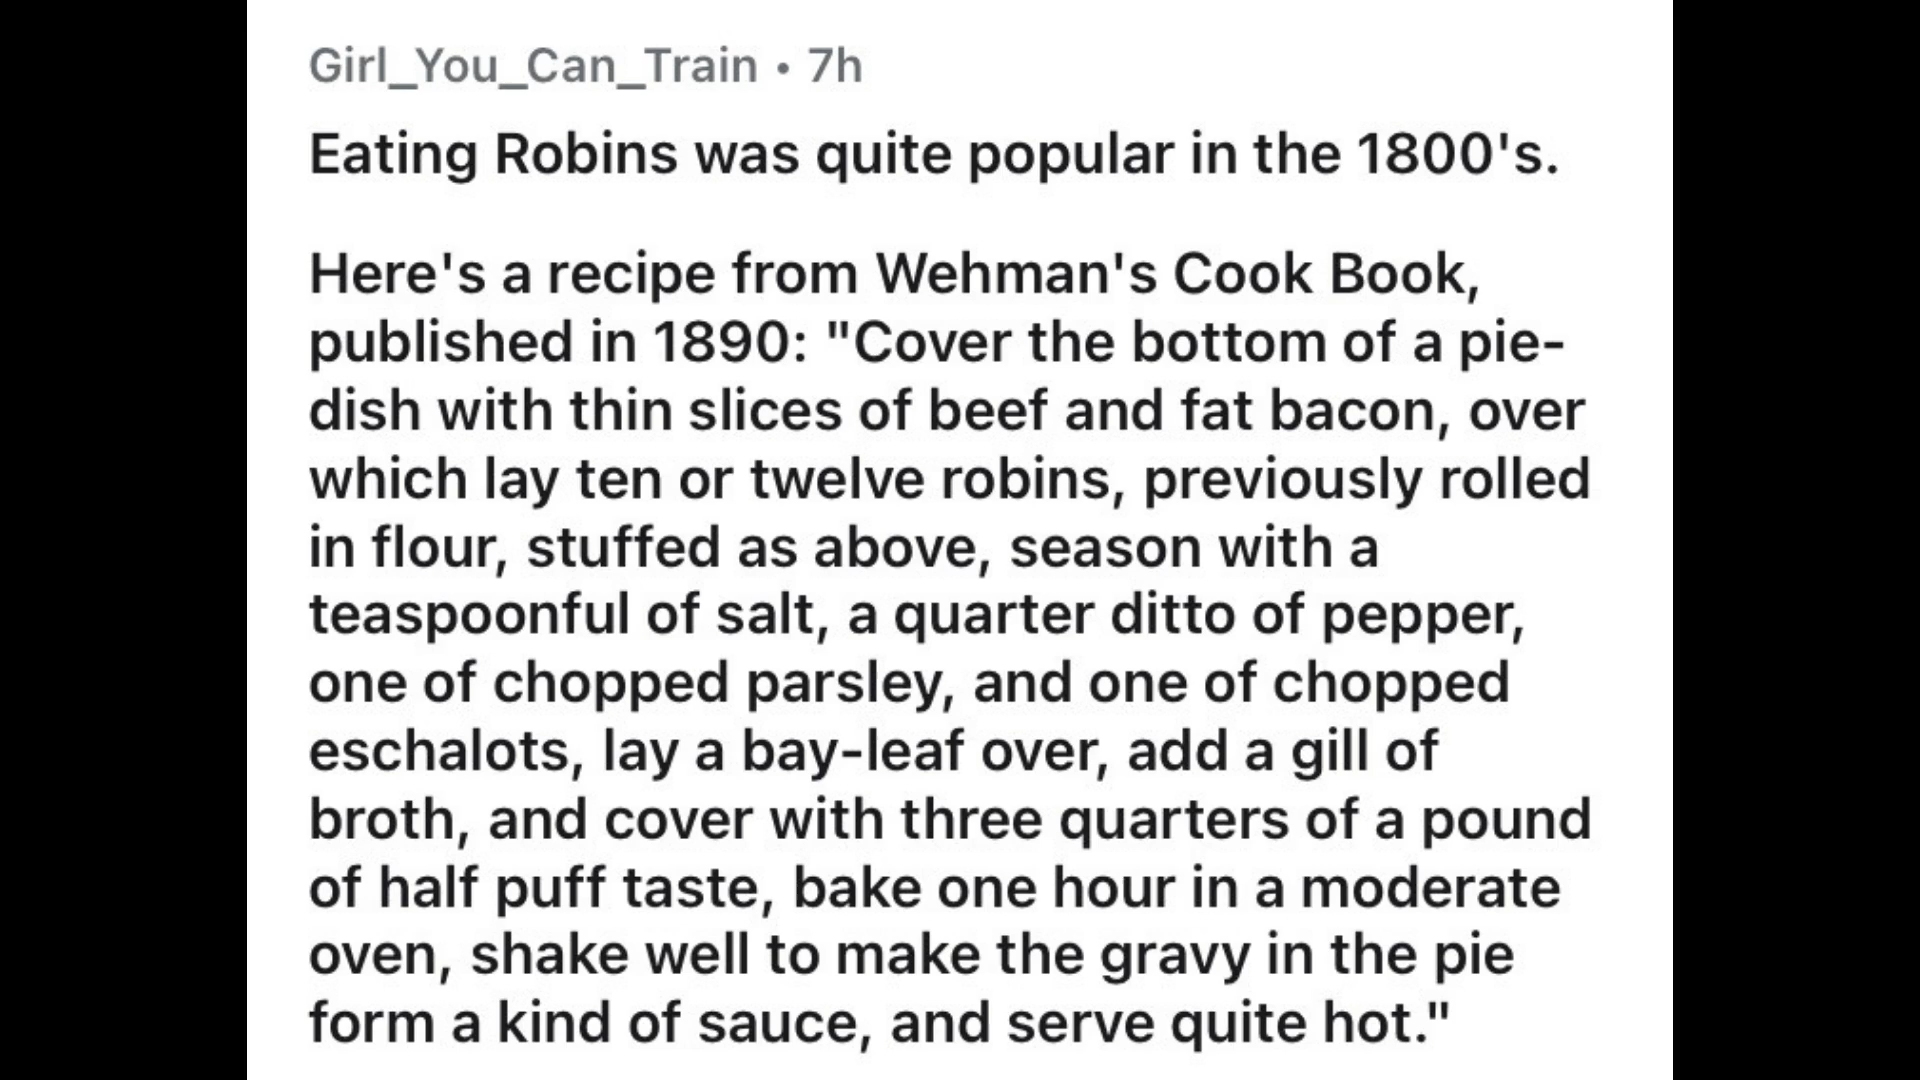 Girl_You_Can_Train • 7h
Eating Robins was quite popular in the 1800's.
Here's a recipe from Wehman's Cook Book,
published in 1890: "Cover the bottom of a pie-
dish with thin slices of beef and fat bacon, over
which lay ten or twelve robins, previously rolled
in flour, stuffed as above, season with a
teaspoonful of salt, a quarter ditto of pepper,
one of chopped parsley, and one of chopped
eschalots, lay a bay-leaf over, add a gill of
broth, and cover with three quarters of a pound
of half puff taste, bake one hour in a moderate
oven, shake well to make the gravy in the pie
form a kind of sauce, and serve quite hot."